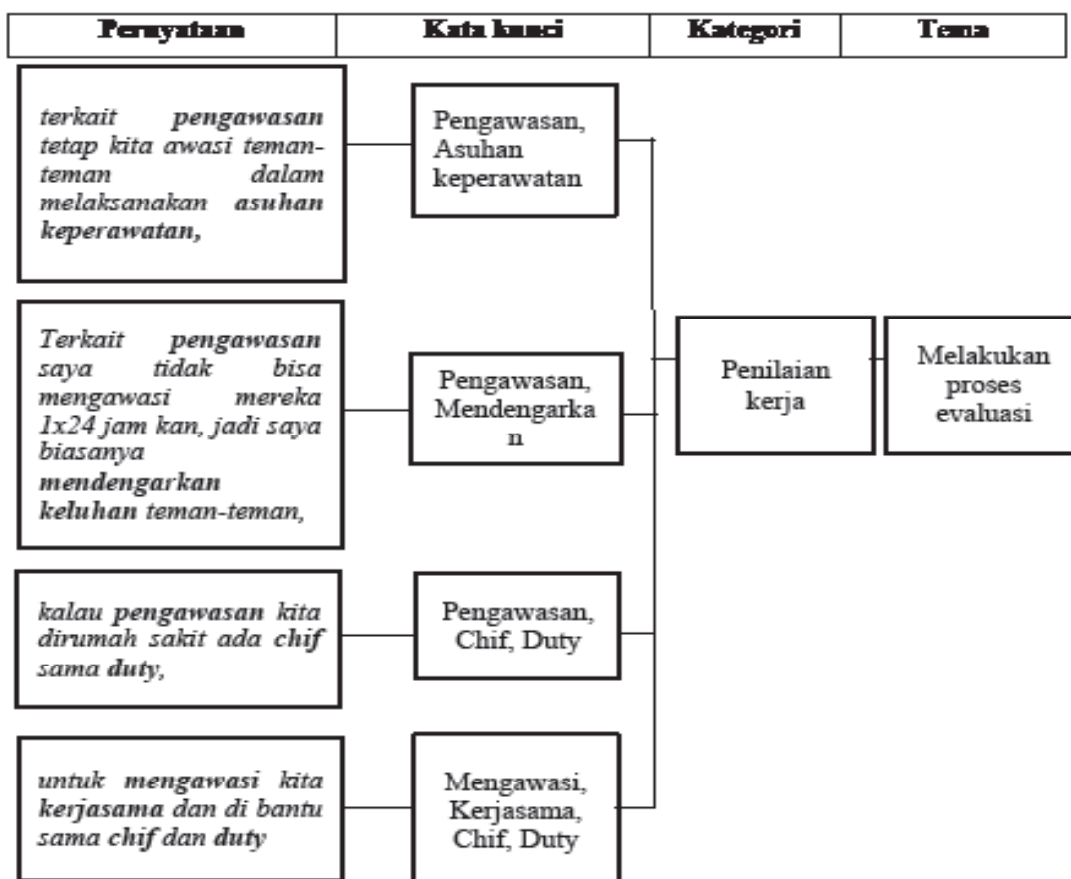 Pernyataan Kata kunci Kategori Tema
terkait pengawasan
tetap kita awasi teman-
teman dalam
melaksanakan asuhan
keperawatan,
Pengawasan,
Asuhan
keperawatan
Terkait pengawasan
saya tidak bisa
mengawasi mereka
1x24 jam kan, jadi saya
biasanya
mendengarkan
keluhan teman-teman,
Pengawasan,
Mendengarka
n
Penilaian
kerja
Melakukan
proses
evaluasi
kalau pengawasan kita
dirumah sakit ada chif
sama duty,
Pengawasan,
Chif, Duty
untuk mengawasi kita
kerjasama dan di bantu
sama chif dan duty
Mengawasi,
Kerjasama,
Chif, Duty